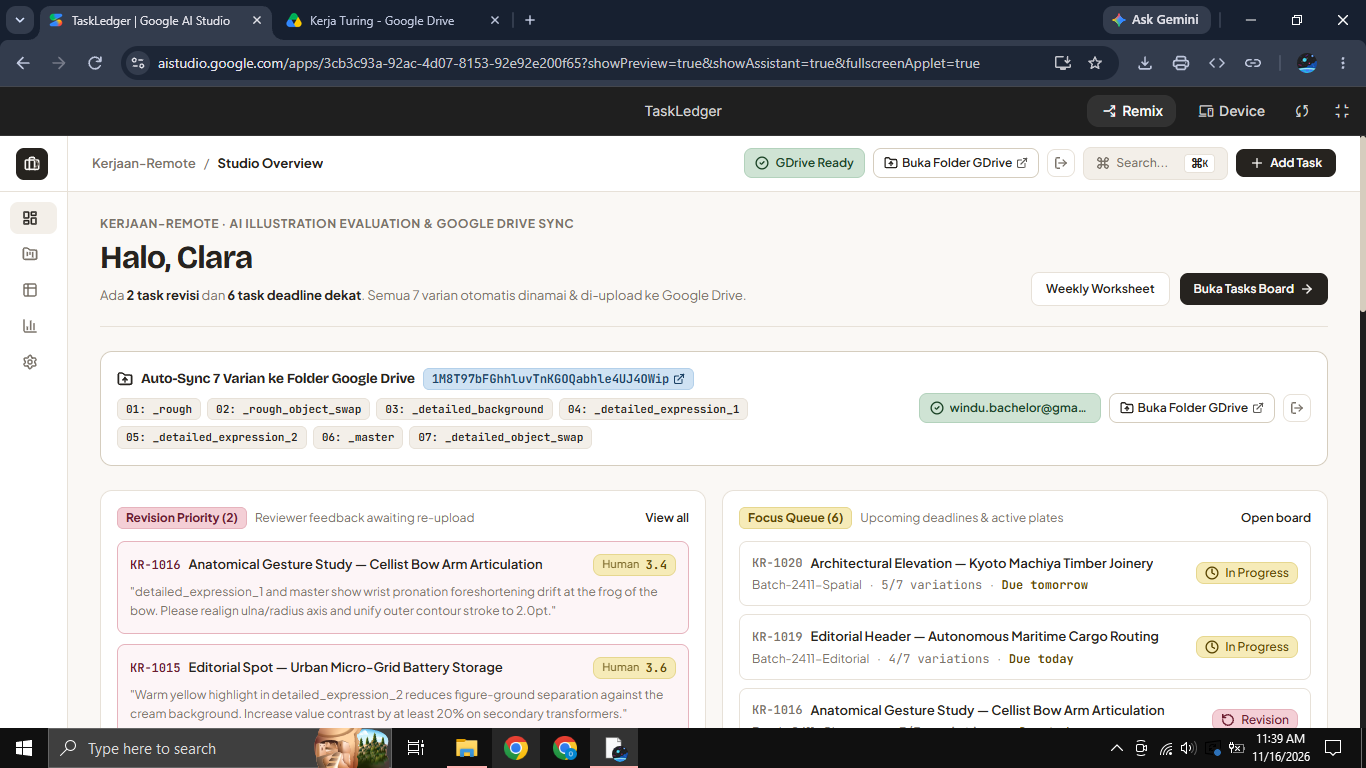 TaskLedger | Google AI Studio
Kerja Turing - Google Drive
Ask Gemini
aistudio.google.com/apps/3cb3c93a-92ac-4d07-8153-92e92e200f65?showPreview=true&showAssistant=true&fullscreenApplet=true
TaskLedger
Remix
Device
Kerjaan-Remote / Studio Overview
GDrive Ready
Buka Folder GDrive
Search...
⌘K
+ Add Task
KERJAAN-REMOTE · AI ILLUSTRATION EVALUATION & GOOGLE DRIVE SYNC
Halo, Clara
Ada 2 task revisi dan 6 task deadline dekat. Semua 7 varian otomatis dinamai & di-upload ke Google Drive.
Weekly Worksheet
Buka Tasks Board →
Auto-Sync 7 Varian ke Folder Google Drive
1M8T97bFGhhluvTnKGOQabhle4UJ4OWip
01: _rough
02: _rough_object_swap
03: _detailed_background
04: _detailed_expression_1
05: _detailed_expression_2
06: _master
07: _detailed_object_swap
windu.bachelor@gma...
Buka Folder GDrive
Revision Priority (2)
Reviewer feedback awaiting re-upload
View all
KR-1016 Anatomical Gesture Study — Cellist Bow Arm Articulation
Human 3.4
"detailed_expression_1 and master show wrist pronation foreshortening drift at the frog of the
bow. Please realign ulna/radius axis and unify outer contour stroke to 2.0pt."
KR-1015 Editorial Spot — Urban Micro-Grid Battery Storage
Human 3.6
"Warm yellow highlight in detailed_expression_2 reduces figure-ground separation against the
cream background. Increase value contrast by at least 20% on secondary transformers."
Focus Queue (6)
Upcoming deadlines & active plates
Open board
KR-1020 Architectural Elevation — Kyoto Machiya Timber Joinery
Batch-2411-Spatial · 5/7 variations · Due tomorrow
In Progress
KR-1019 Editorial Header — Autonomous Maritime Cargo Routing
Batch-2411-Editorial · 4/7 variations · Due today
In Progress
KR-1016 Anatomical Gesture Study — Cellist Bow Arm Articulation
Revision
Type here to search
11:39 AM
11/16/2026